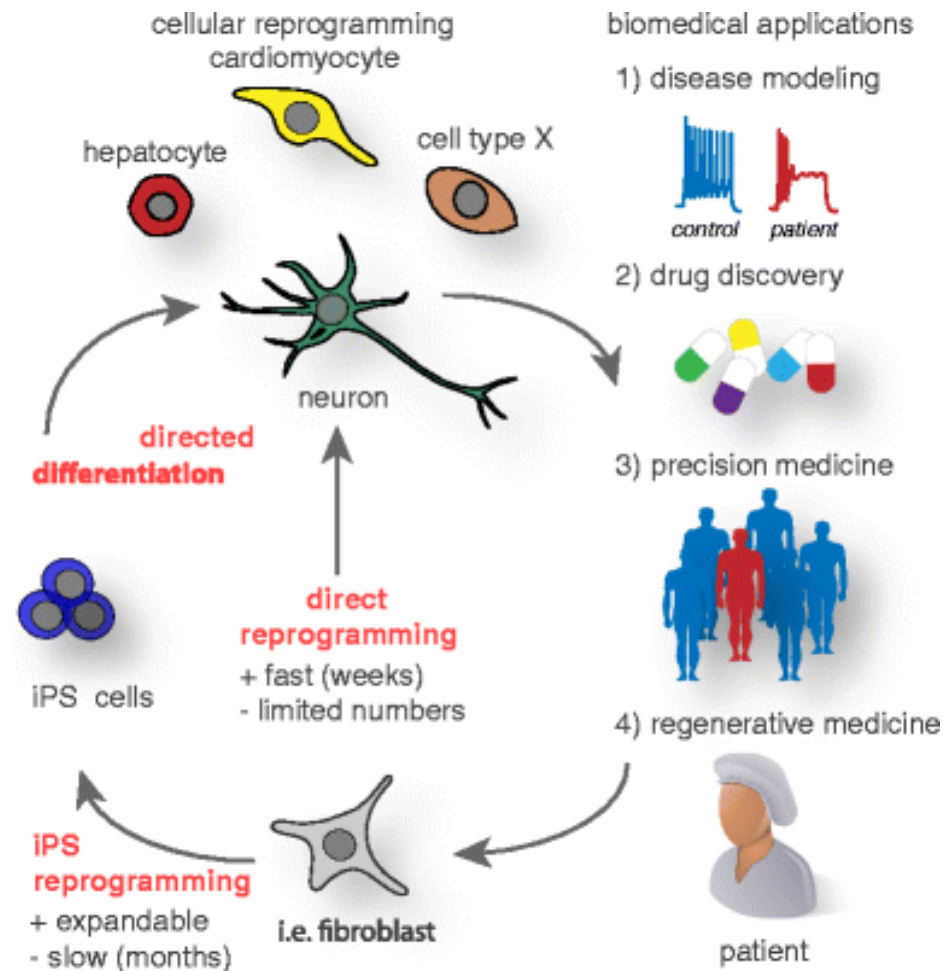 cellular reprogramming
cardiomyocyte
hepatocyte
cell type X
neuron
directed
differentiation
direct
reprogramming
+ fast (weeks)
- limited numbers
iPS cells
iPS
reprogramming
+ expandable
- slow (months)
i.e. fibroblast
biomedical applications
1) disease modeling
control
patient
2) drug discovery
3) precision medicine
4) regenerative medicine
patient